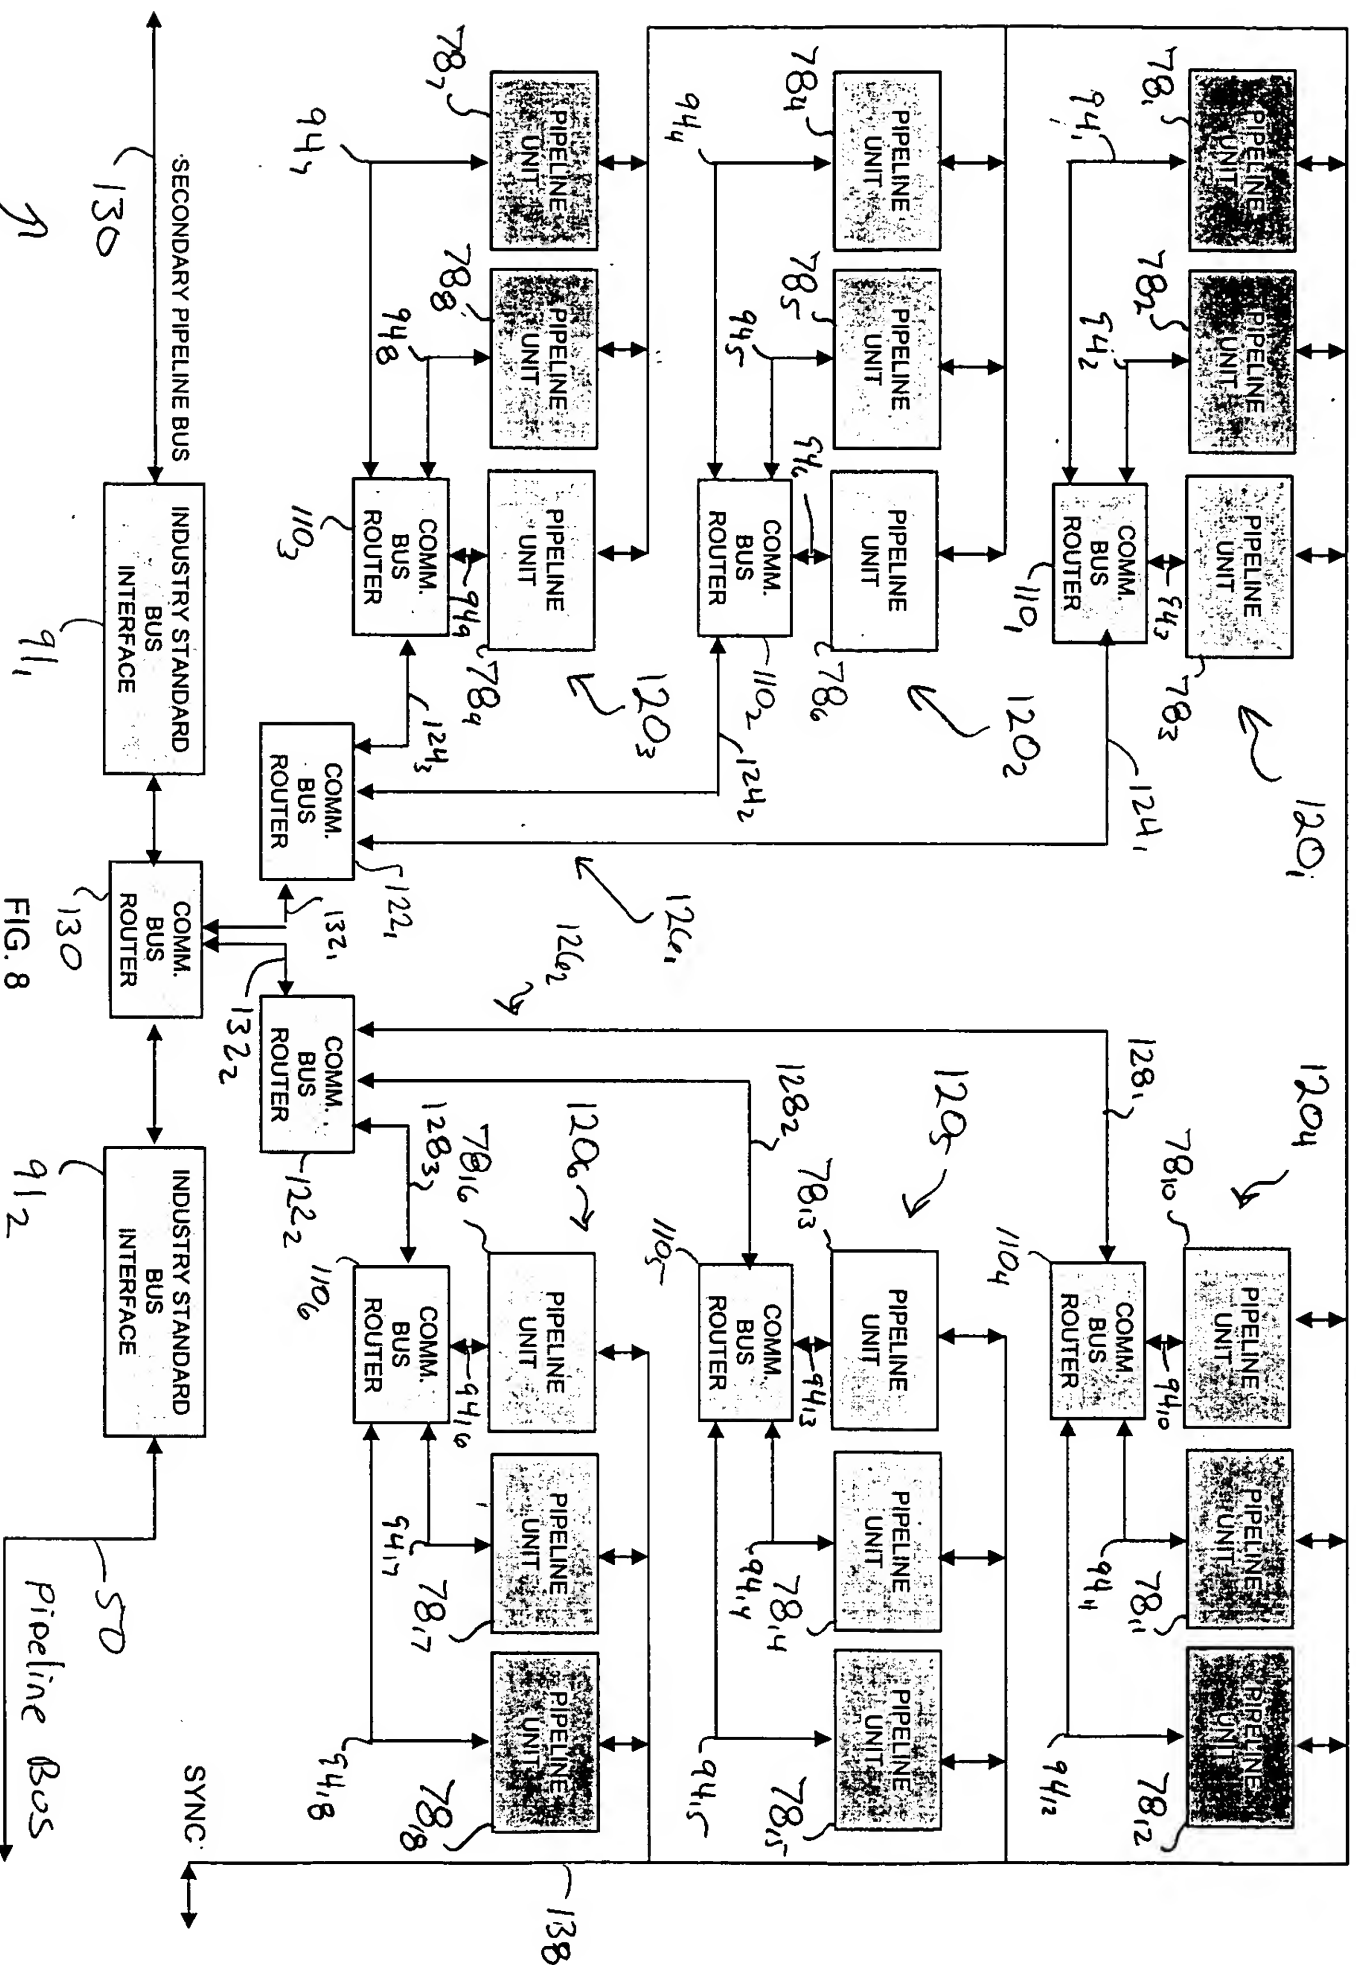 120₁
120₄
78₁
PIPELINE
UNIT
78₂
PIPELINE
UNIT
PIPELINE
UNIT
78₃
78₁₀
PIPELINE
UNIT
PIPELINE
UNIT
78₁₁
PIPELINE
UNIT
78₁₂
94₁
94₂
94₃
COMM.
BUS
ROUTER
110₁
124₁
128₁
110₄
COMM.
BUS
ROUTER
94₁₀
94₁₁
94₁₂
120₂
120₅
78₄
PIPELINE
UNIT
78₅
PIPELINE
UNIT
PIPELINE
UNIT
78₆
78₁₃
PIPELINE
UNIT
PIPELINE
UNIT
78₁₄
PIPELINE
UNIT
78₁₅
94₄
94₅
94₆
COMM.
BUS
ROUTER
110₂
124₂
128₂
110₅
COMM.
BUS
ROUTER
94₁₃
94₁₄
94₁₅
120₃
120₆
78₇
PIPELINE
UNIT
78₈
PIPELINE
UNIT
PIPELINE
UNIT
78₉
78₁₆
PIPELINE
UNIT
PIPELINE
UNIT
78₁₇
PIPELINE
UNIT
78₁₈
94₇
94₈
94₉
COMM.
BUS
ROUTER
110₃
124₃
128₃
110₆
COMM.
BUS
ROUTER
94₁₆
94₁₇
94₁₈
126₁
126₂
COMM.
BUS
ROUTER
122₁
COMM.
BUS
ROUTER
122₂
132₁
132₂
138
SYNC
SECONDARY PIPELINE BUS
130
INDUSTRY STANDARD
BUS
INTERFACE
91₁
COMM.
BUS
ROUTER
130
INDUSTRY STANDARD
BUS
INTERFACE
91₂
50
Pipeline Bus
FIG. 8